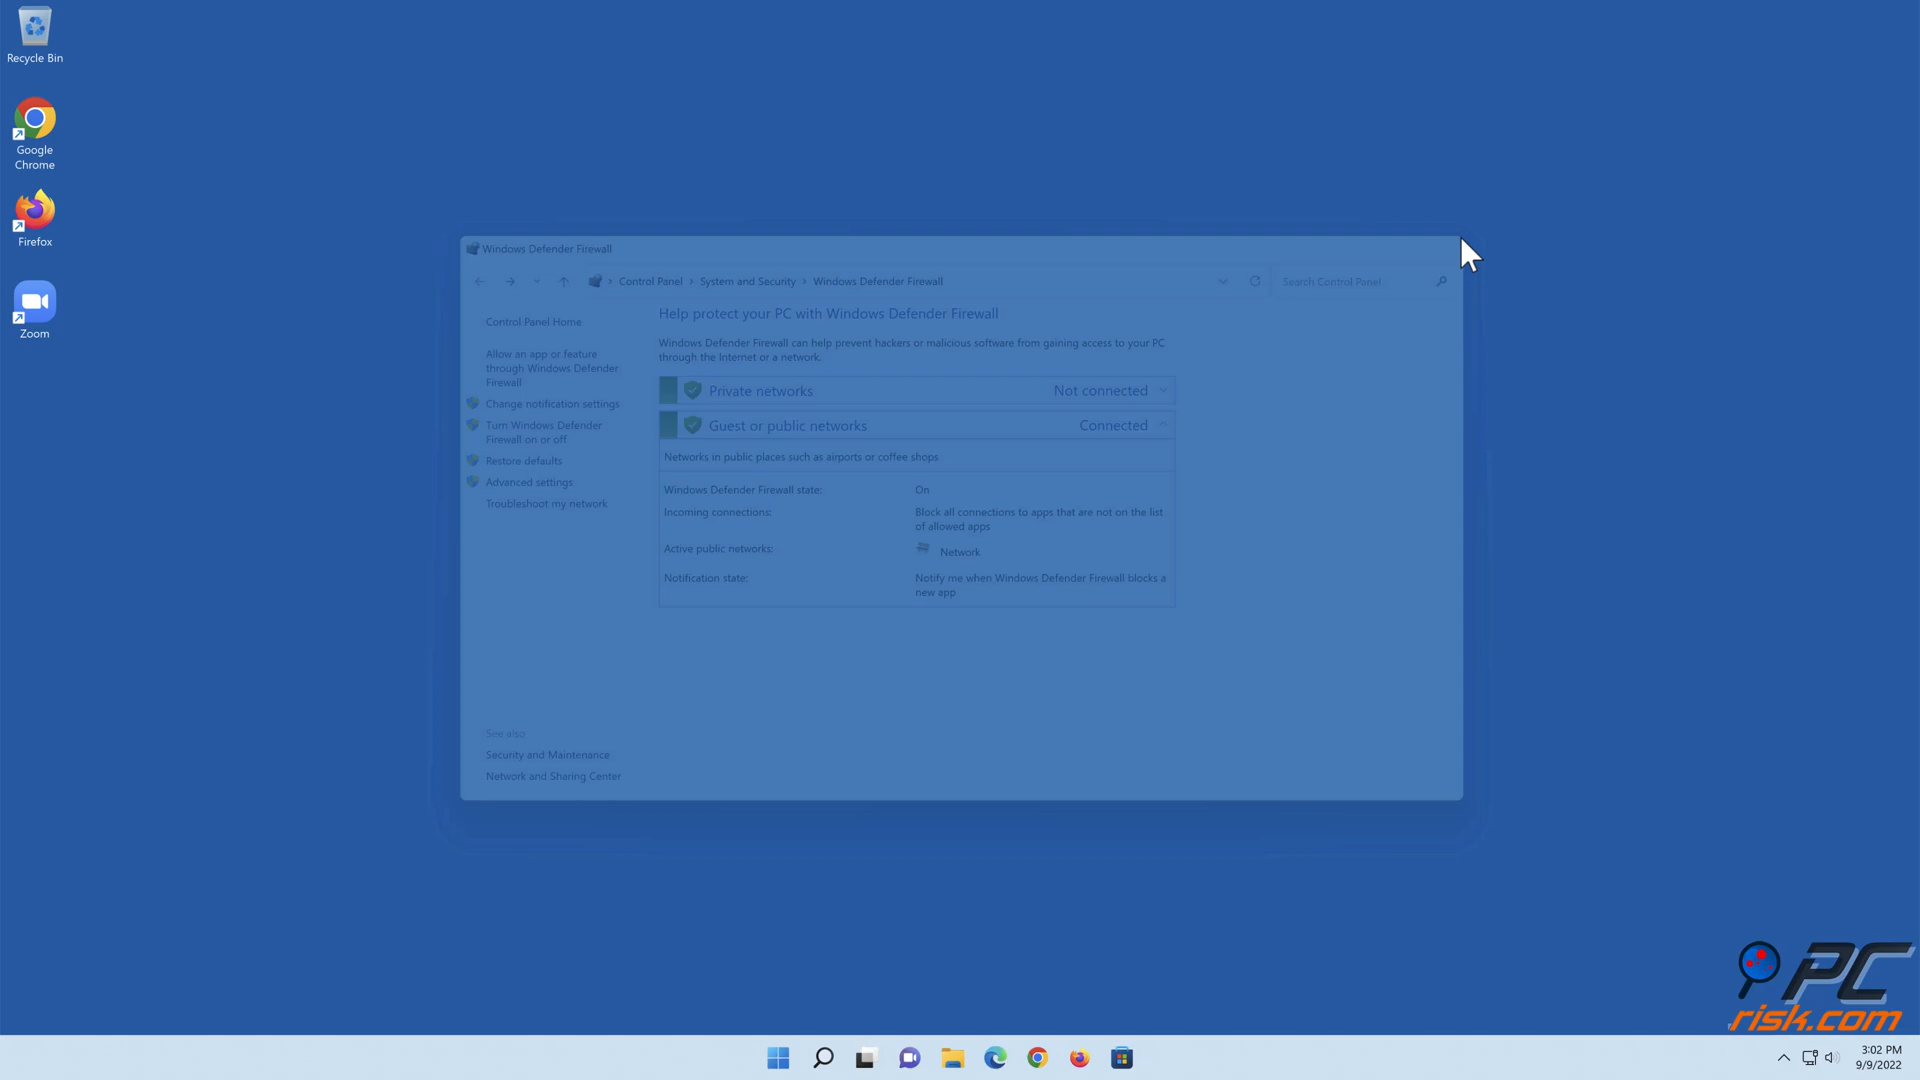 Recycle Bin
Google
Chrome
Firefox
Zoom
Windows Defender Firewall
Control Panel › System and Security › Windows Defender Firewall
Search Control Panel
Control Panel Home
Allow an app or feature
through Windows Defender
Firewall
Change notification settings
Turn Windows Defender
Firewall on or off
Restore defaults
Advanced settings
Troubleshoot my network
See also
Security and Maintenance
Network and Sharing Center
Help protect your PC with Windows Defender Firewall
Windows Defender Firewall can help prevent hackers or malicious software from gaining access to your PC
through the Internet or a network.
Private networks Not connected
Guest or public networks Connected
Networks in public places such as airports or coffee shops
Windows Defender Firewall state: On
Incoming connections: Block all connections to apps that are not on the list
of allowed apps
Active public networks: Network
Notification state: Notify me when Windows Defender Firewall blocks a
new app
PC
risk.com
3:02 PM
9/9/2022